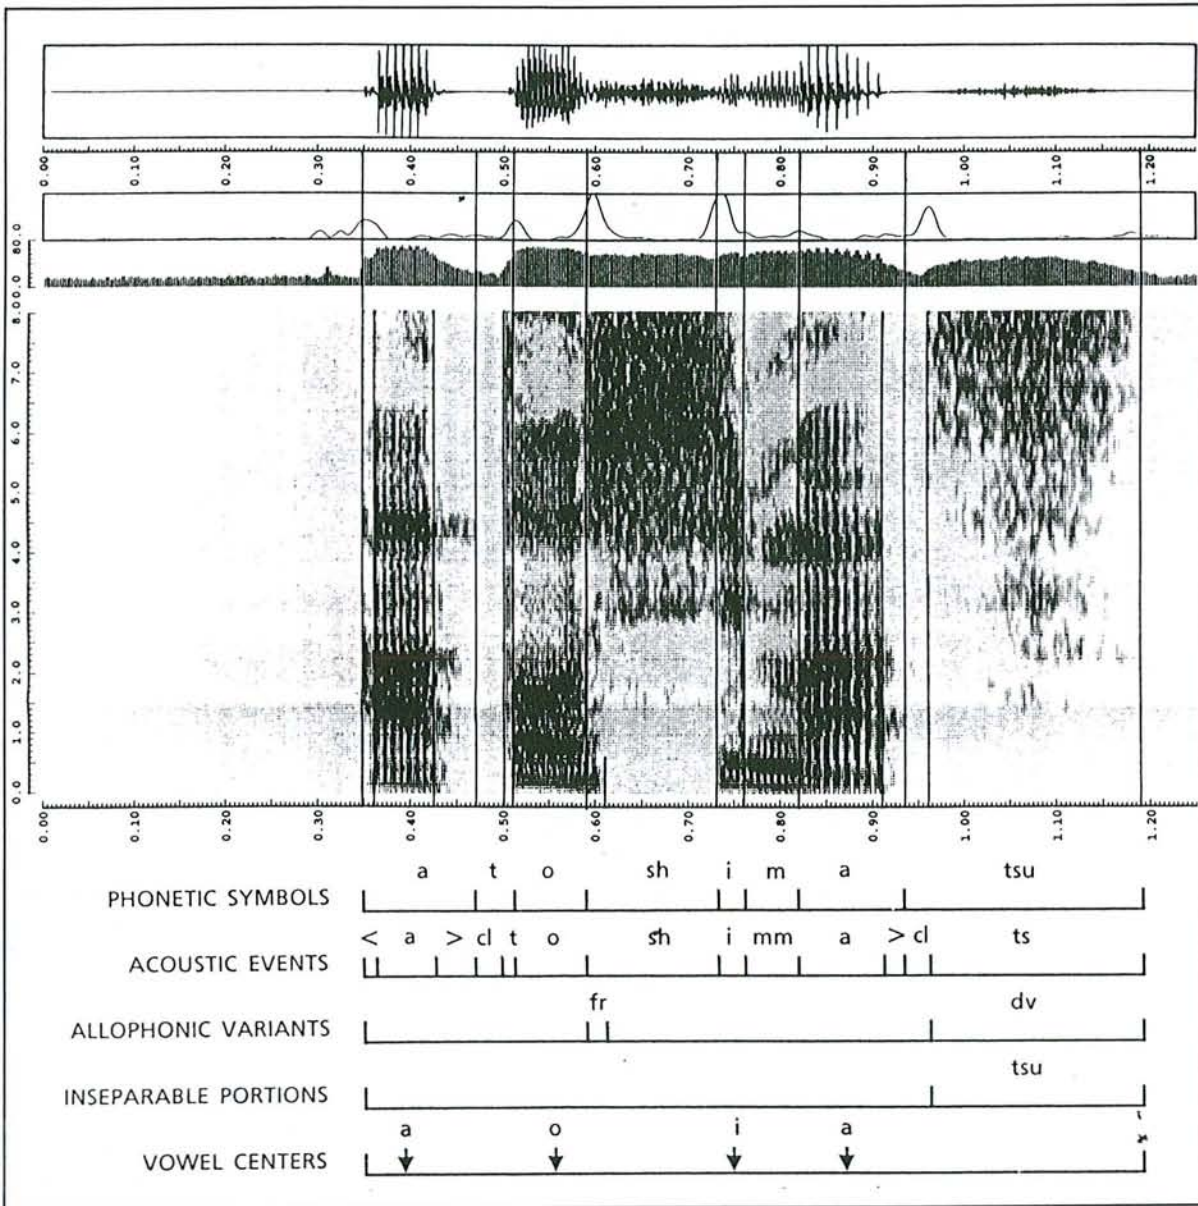 0.00 0.10 0.20 0.30 0.40 0.50 0.60 0.70 0.80 0.90 1.00 1.10 1.20
80.0
0.0
8.0
7.0
6.0
5.0
4.0
3.0
2.0
1.0
0.0
0.00 0.10 0.20 0.30 0.40 0.50 0.60 0.70 0.80 0.90 1.00 1.10 1.20
a t o sh i m a tsu
PHONETIC SYMBOLS
< a > cl t o sh i mm a > cl ts
ACOUSTIC EVENTS
fr dv
ALLOPHONIC VARIANTS
tsu
INSEPARABLE PORTIONS
a o i a
VOWEL CENTERS